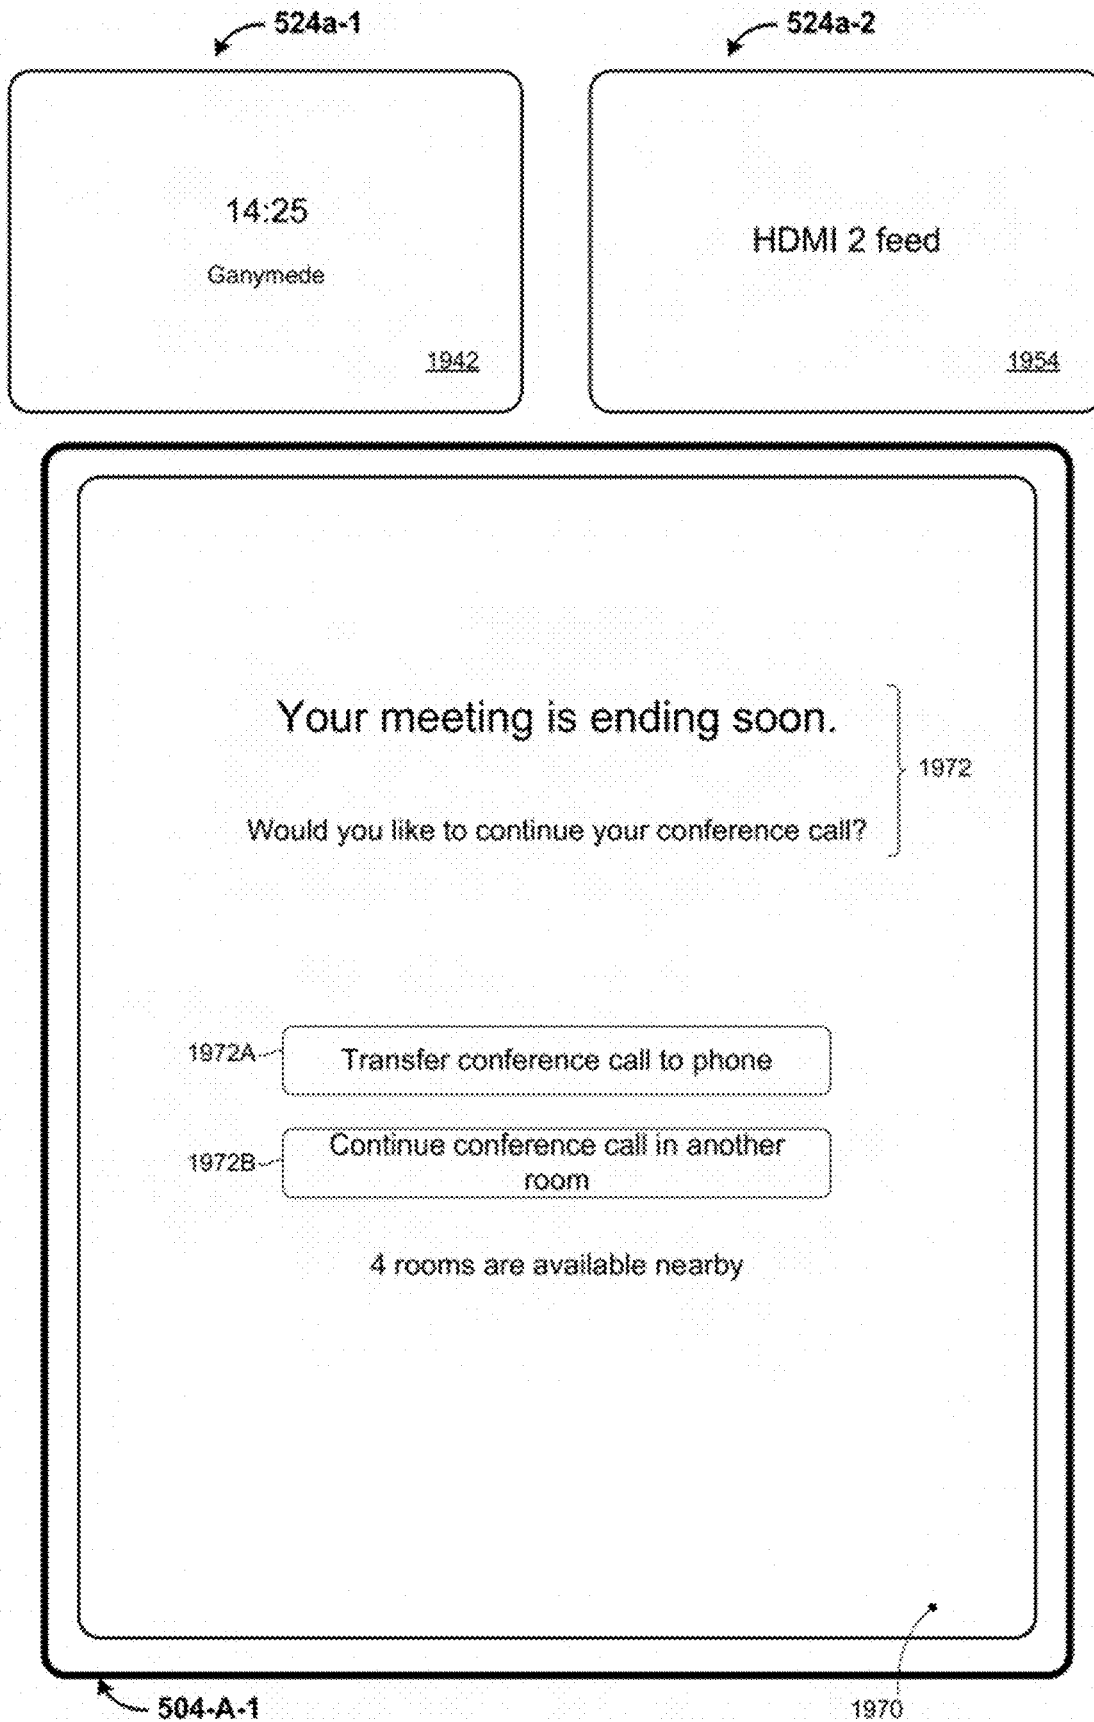 524a-1
524a-2
14:25
Ganymede
1942
HDMI 2 feed
1954
Your meeting is ending soon.
1972
Would you like to continue your conference call?
1972A
Transfer conference call to phone
1972B
Continue conference call in another
room
4 rooms are available nearby
504-A-1
1970